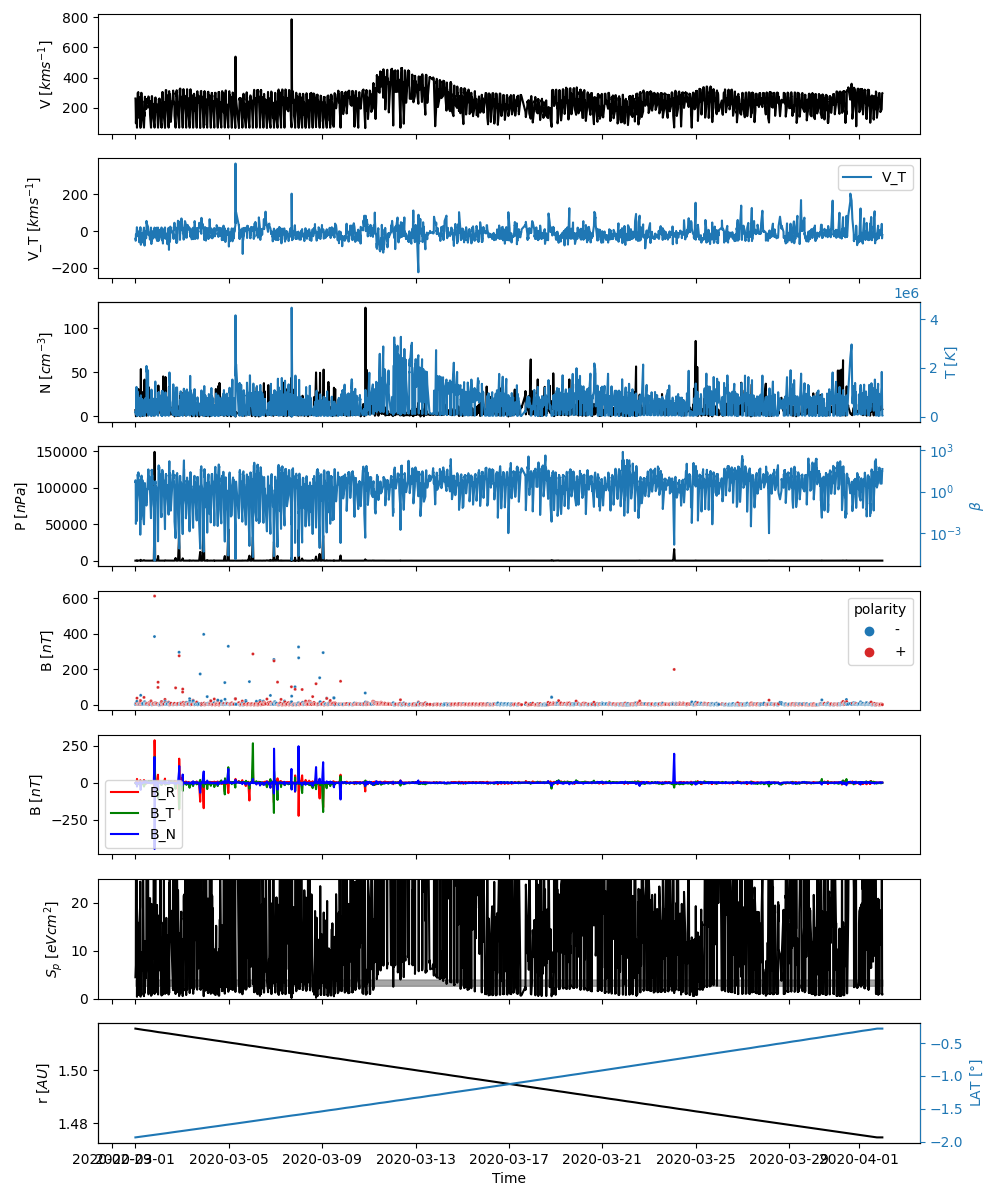 800
600
400
200
V [kms⁻¹]
200
0
−200
V_T [kms⁻¹]
V_T
1e6
100
50
0
N [cm⁻³]
4
2
0
T [K]
150000
100000
50000
0
P [nPa]
10³
10⁰
10⁻³
β
600
400
200
0
B [nT]
polarity
-
+
250
0
−250
B [nT]
B_R
B_T
B_N
20
10
0
Sₚ [eVcm²]
1.50
1.48
r [AU]
−0.5
−1.0
−1.5
−2.0
LAT [°]
2020-02-29 2020-03-01 2020-03-05 2020-03-09 2020-03-13 2020-03-17 2020-03-21 2020-03-25 2020-03-29 2020-04-01
Time